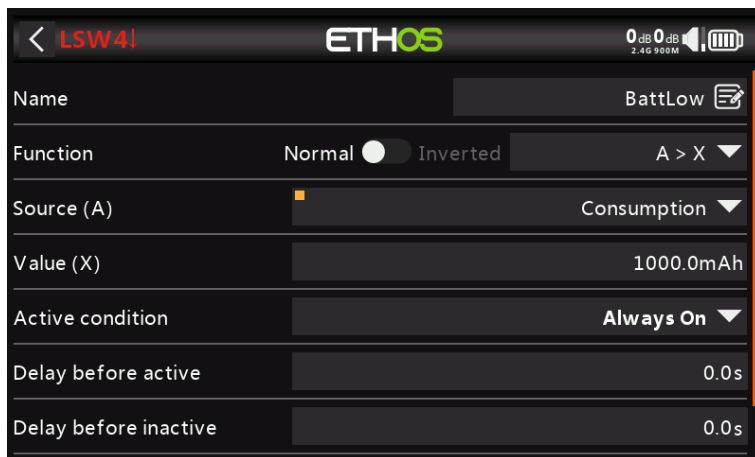 LSW4↓ ETHOS 0dB 0dB
2.4G 900M
Name BattLow
Function Normal Inverted A > X
Source (A) Consumption
Value (X) 1000.0mAh
Active condition Always On
Delay before active 0.0s
Delay before inactive 0.0s